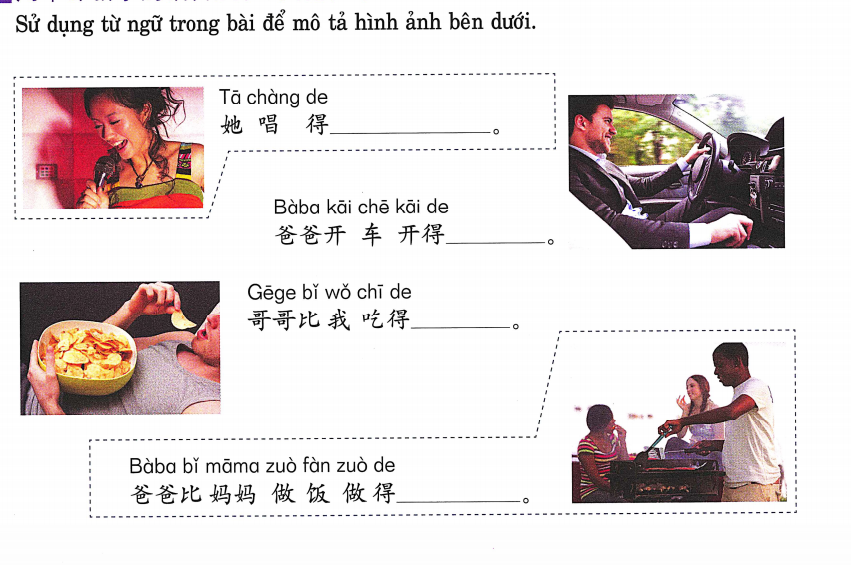 Sử dụng từ ngữ trong bài để mô tả hình ảnh bên dưới.
Tā chàng de
她 唱 得______________。
Bàba kāi chē kāi de
爸爸开 车 开得_________。
Gēge bǐ wǒ chī de
哥哥比 我 吃得_________。
Bàba bǐ māma zuò fàn zuò de
爸爸比 妈妈 做 饭 做 得___________。